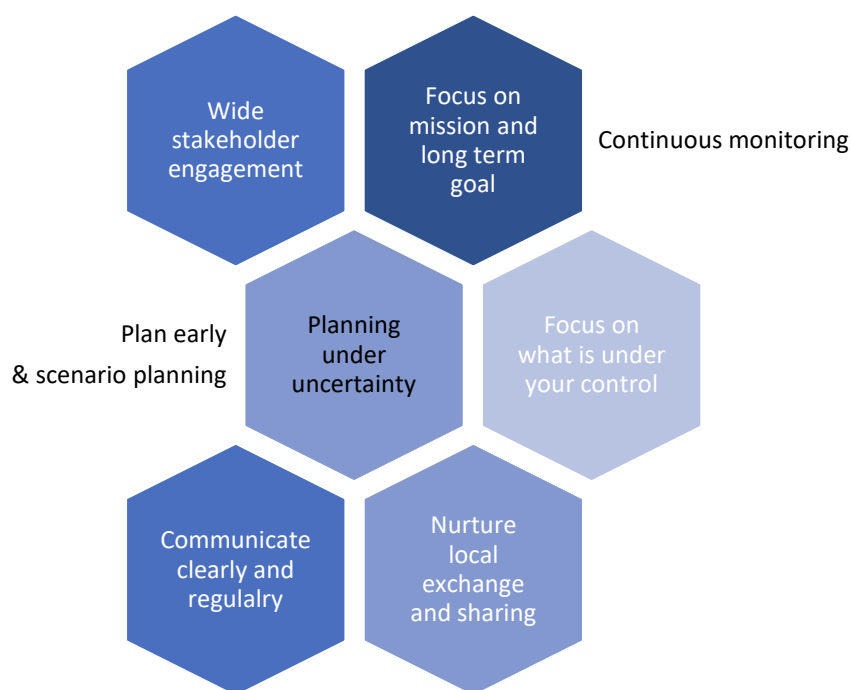 Wide
stakeholder
engagement
Focus on
mission and
long term
goal
Continuous monitoring
Plan early
& scenario planning
Planning
under
uncertainty
Focus on
what is under
your control
Communicate
clearly and
regulalry
Nurture
local
exchange
and sharing